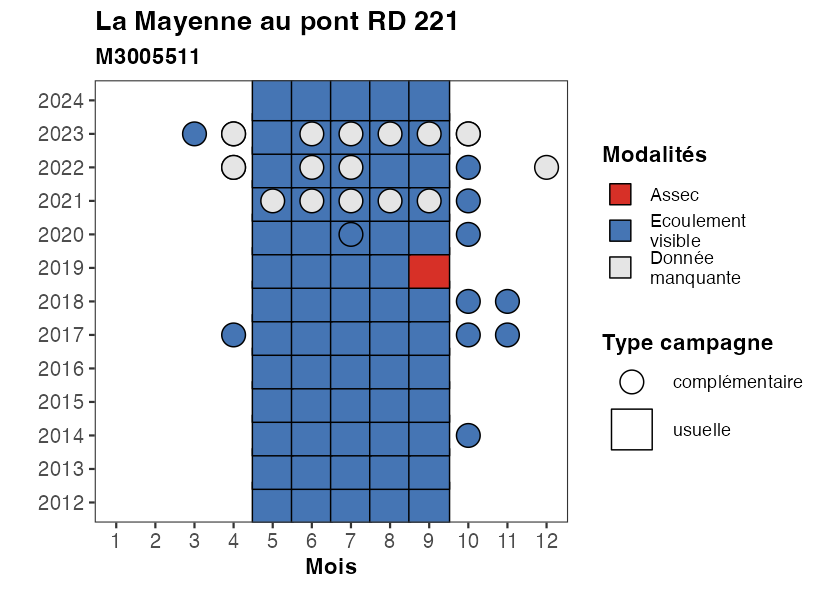 La Mayenne au pont RD 221
M3005511
2024
2023
2022
2021
2020
2019
2018
2017
2016
2015
2014
2013
2012
1 2 3 4 5 6 7 8 9 10 11 12
Mois
Modalités
Assec
Ecoulement
visible
Donnée
manquante
Type campagne
complémentaire
usuelle